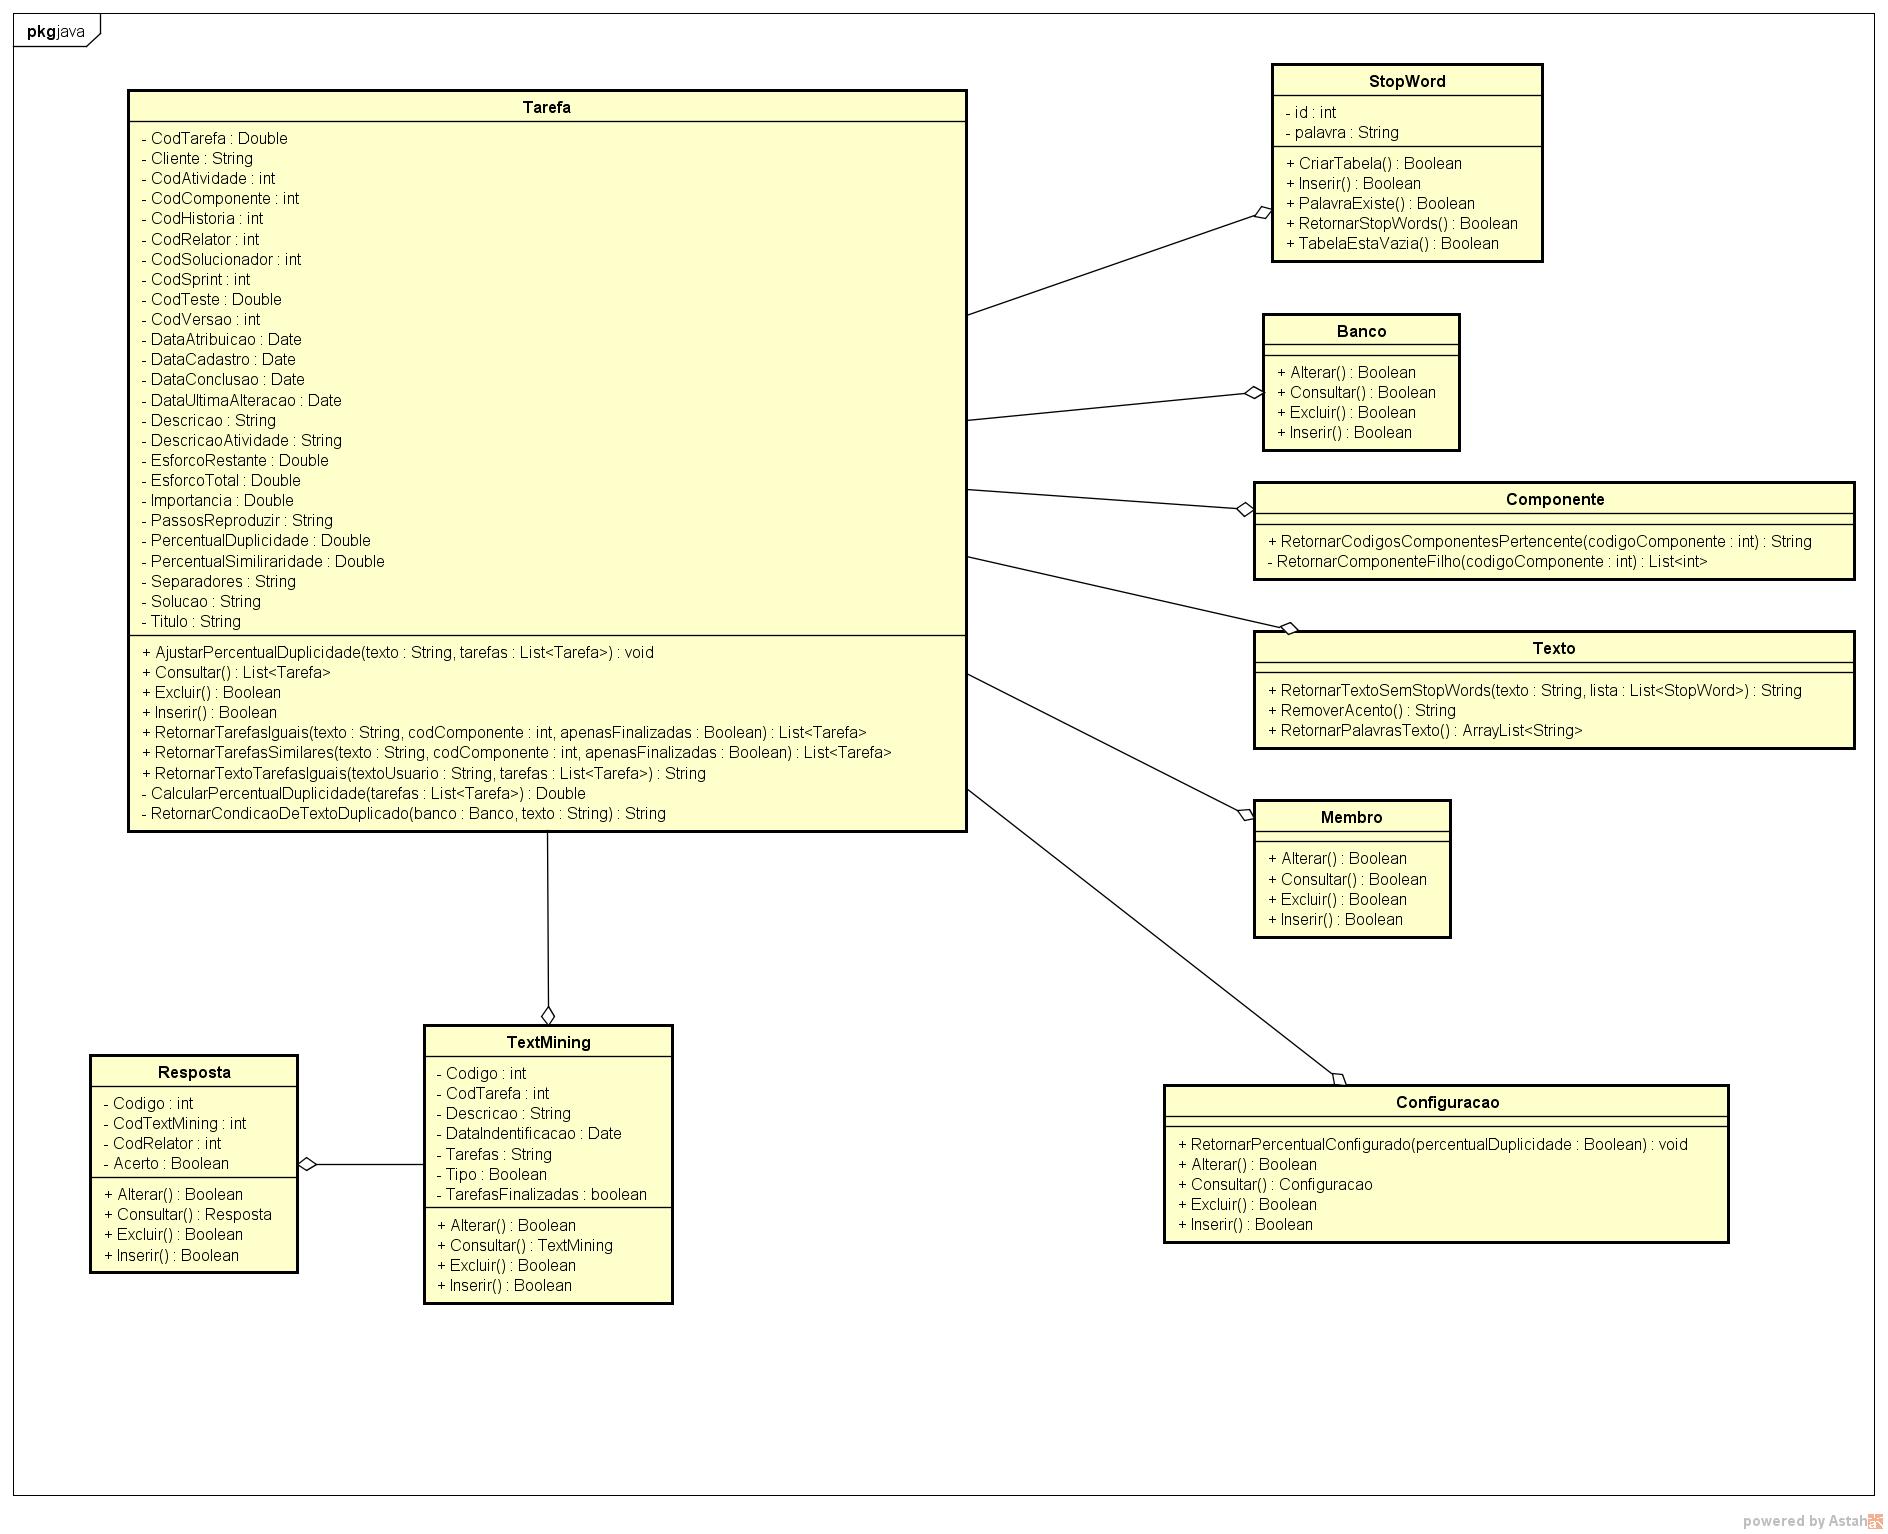 pkg java
Tarefa
- CodTarefa : Double
- Cliente : String
- CodAtividade : int
- CodComponente : int
- CodHistoria : int
- CodRelator : int
- CodSolucionador : int
- CodSprint : int
- CodTeste : Double
- CodVersao : int
- DataAtribuicao : Date
- DataCadastro : Date
- DataConclusao : Date
- DataUltimaAlteracao : Date
- Descricao : String
- DescricaoAtividade : String
- EsforcoRestante : Double
- EsforcoTotal : Double
- Importancia : Double
- PassosReproduzir : String
- PercentualDuplicidade : Double
- PercentualSimiliraridade : Double
- Separadores : String
- Solucao : String
- Titulo : String
+ AjustarPercentualDuplicidade(texto : String, tarefas : List<Tarefa>) : void
+ Consultar() : List<Tarefa>
+ Excluir() : Boolean
+ Inserir() : Boolean
+ RetornarTarefasIguais(texto : String, codComponente : int, apenasFinalizadas : Boolean) : List<Tarefa>
+ RetornarTarefasSimilares(texto : String, codComponente : int, apenasFinalizadas : Boolean) : List<Tarefa>
+ RetornarTextoTarefasIguais(textoUsuario : String, tarefas : List<Tarefa>) : String
- CalcularPercentualDuplicidade(tarefas : List<Tarefa>) : Double
- RetornarCondicaoDeTextoDuplicado(banco : Banco, texto : String) : String
StopWord
- id : int
- palavra : String
+ CriarTabela() : Boolean
+ Inserir() : Boolean
+ PalavraExiste() : Boolean
+ RetornarStopWords() : Boolean
+ TabelaEstaVazia() : Boolean
Banco
+ Alterar() : Boolean
+ Consultar() : Boolean
+ Excluir() : Boolean
+ Inserir() : Boolean
Componente
+ RetornarCodigosComponentesPertencente(codigoComponente : int) : String
- RetornarComponenteFilho(codigoComponente : int) : List<int>
Texto
+ RetornarTextoSemStopWords(texto : String, lista : List<StopWord>) : String
+ RemoverAcento() : String
+ RetornarPalavrasTexto() : ArrayList<String>
Membro
+ Alterar() : Boolean
+ Consultar() : Boolean
+ Excluir() : Boolean
+ Inserir() : Boolean
Resposta
- Codigo : int
- CodTextMining : int
- CodRelator : int
- Acerto : Boolean
+ Alterar() : Boolean
+ Consultar() : Resposta
+ Excluir() : Boolean
+ Inserir() : Boolean
TextMining
- Codigo : int
- CodTarefa : int
- Descricao : String
- DataIndentificacao : Date
- Tarefas : String
- Tipo : Boolean
- TarefasFinalizadas : boolean
+ Alterar() : Boolean
+ Consultar() : TextMining
+ Excluir() : Boolean
+ Inserir() : Boolean
Configuracao
+ RetornarPercentualConfigurado(percentualDuplicidade : Boolean) : void
+ Alterar() : Boolean
+ Consultar() : Configuracao
+ Excluir() : Boolean
+ Inserir() : Boolean
powered by Astah